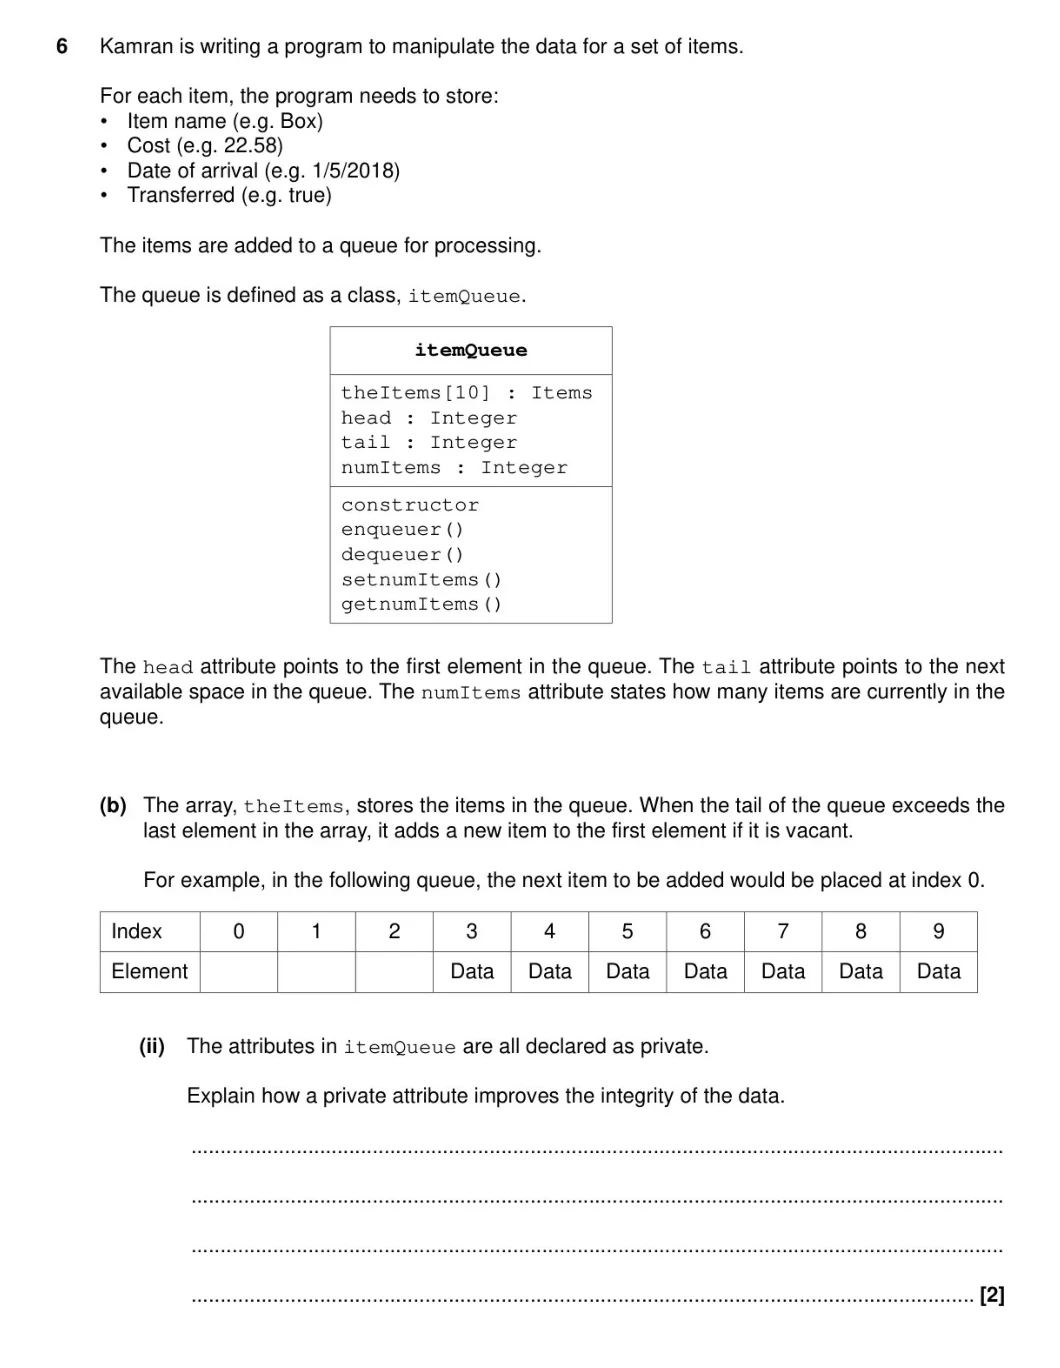 6 Kamran is writing a program to manipulate the data for a set of items.
For each item, the program needs to store:
• Item name (e.g. Box)
• Cost (e.g. 22.58)
• Date of arrival (e.g. 1/5/2018)
• Transferred (e.g. true)
The items are added to a queue for processing.
The queue is defined as a class, itemQueue.
itemQueue
theItems[10] : Items
head : Integer
tail : Integer
numItems : Integer
constructor
enqueuer()
dequeuer()
setnumItems()
getnumItems()
The head attribute points to the first element in the queue. The tail attribute points to the next
available space in the queue. The numItems attribute states how many items are currently in the
queue.
(b) The array, theItems, stores the items in the queue. When the tail of the queue exceeds the
last element in the array, it adds a new item to the first element if it is vacant.
For example, in the following queue, the next item to be added would be placed at index 0.
Index 0 1 2 3 4 5 6 7 8 9
Element Data Data Data Data Data Data Data
(ii) The attributes in itemQueue are all declared as private.
Explain how a private attribute improves the integrity of the data.
[2]